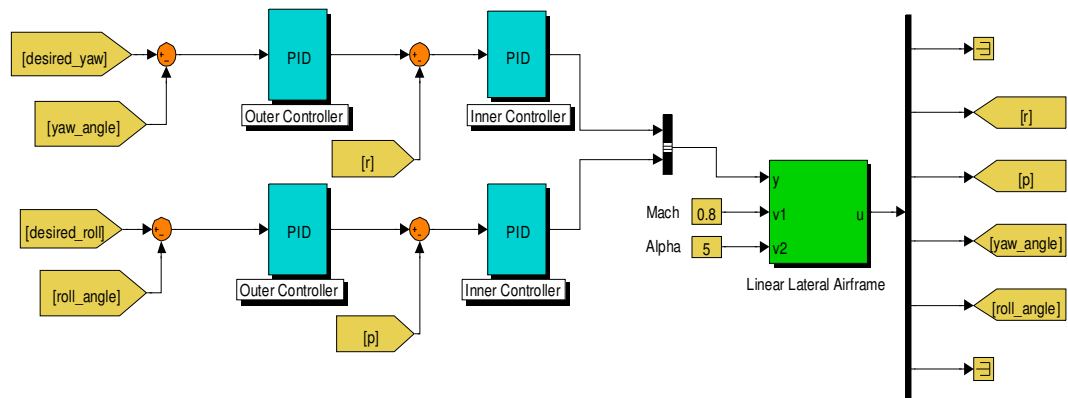 [desired_yaw]
+
-
PID
+
-
PID
[yaw_angle]
Outer Controller
Inner Controller
[r]
[desired_roll]
+
-
PID
+
-
PID
[roll_angle]
Outer Controller
Inner Controller
[p]
Mach
0.8
Alpha
5
y
v1
v2
u
Linear Lateral Airframe
[r]
[p]
[yaw_angle]
[roll_angle]